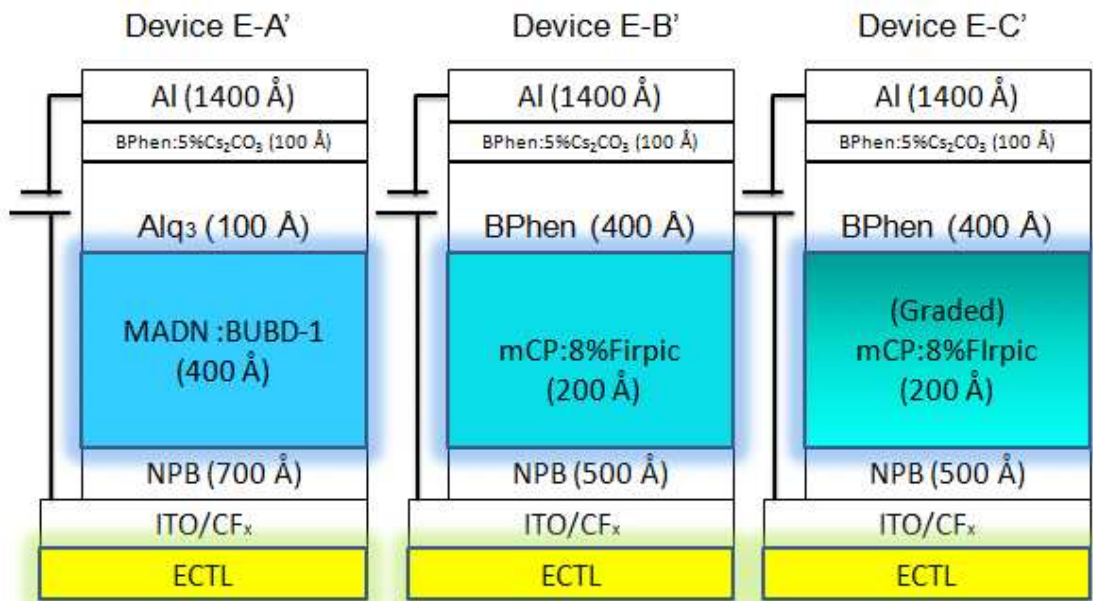 Device E-A’
Al (1400 Å)
BPhen:5%Cs₂CO₃ (100 Å)
Alq₃ (100 Å)
MADN :BUBD-1
(400 Å)
NPB (700 Å)
ITO/CFₓ
ECTL
Device E-B’
Al (1400 Å)
BPhen:5%Cs₂CO₃ (100 Å)
BPhen (400 Å)
mCP:8%Firpic
(200 Å)
NPB (500 Å)
ITO/CFₓ
ECTL
Device E-C’
Al (1400 Å)
BPhen:5%Cs₂CO₃ (100 Å)
BPhen (400 Å)
(Graded)
mCP:8%FIrpic
(200 Å)
NPB (500 Å)
ITO/CFₓ
ECTL